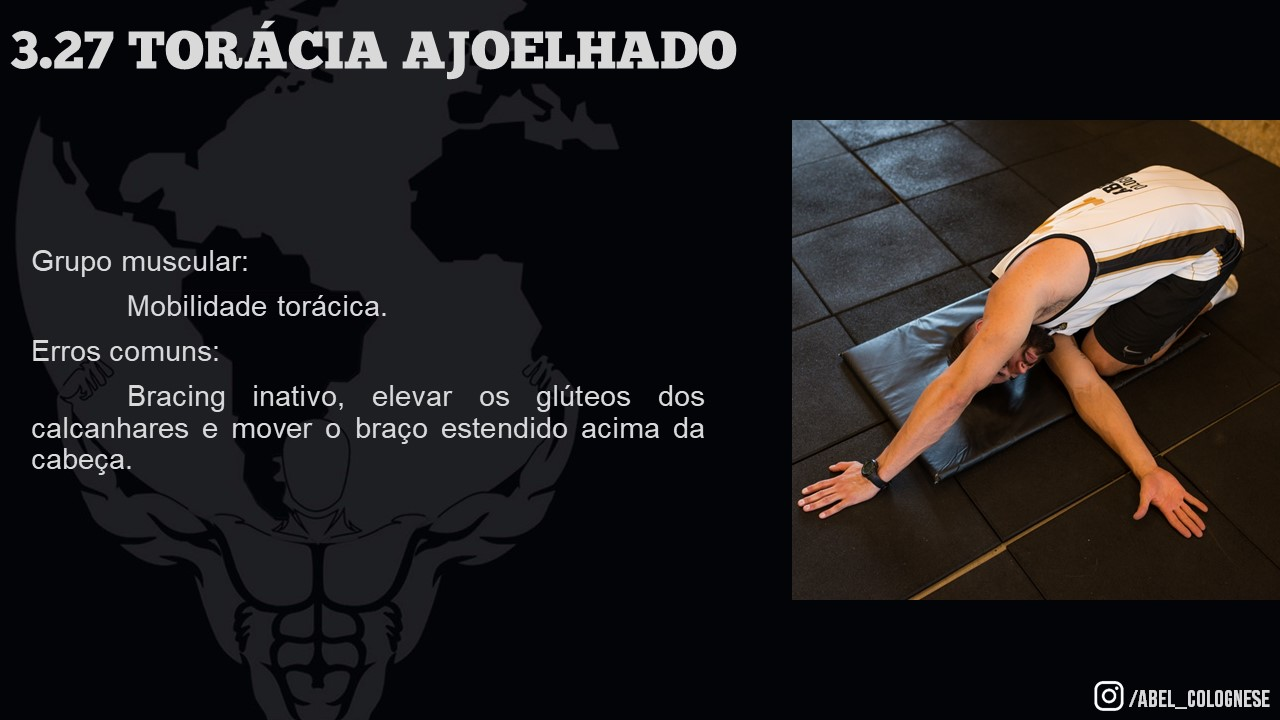 3.27 TORÁCIA AJOELHADO
Grupo muscular:
Mobilidade torácica.
Erros comuns:
Bracing inativo, elevar os glúteos dos
calcanhares e mover o braço estendido acima da
cabeça.
/ABEL_COLOGNESE